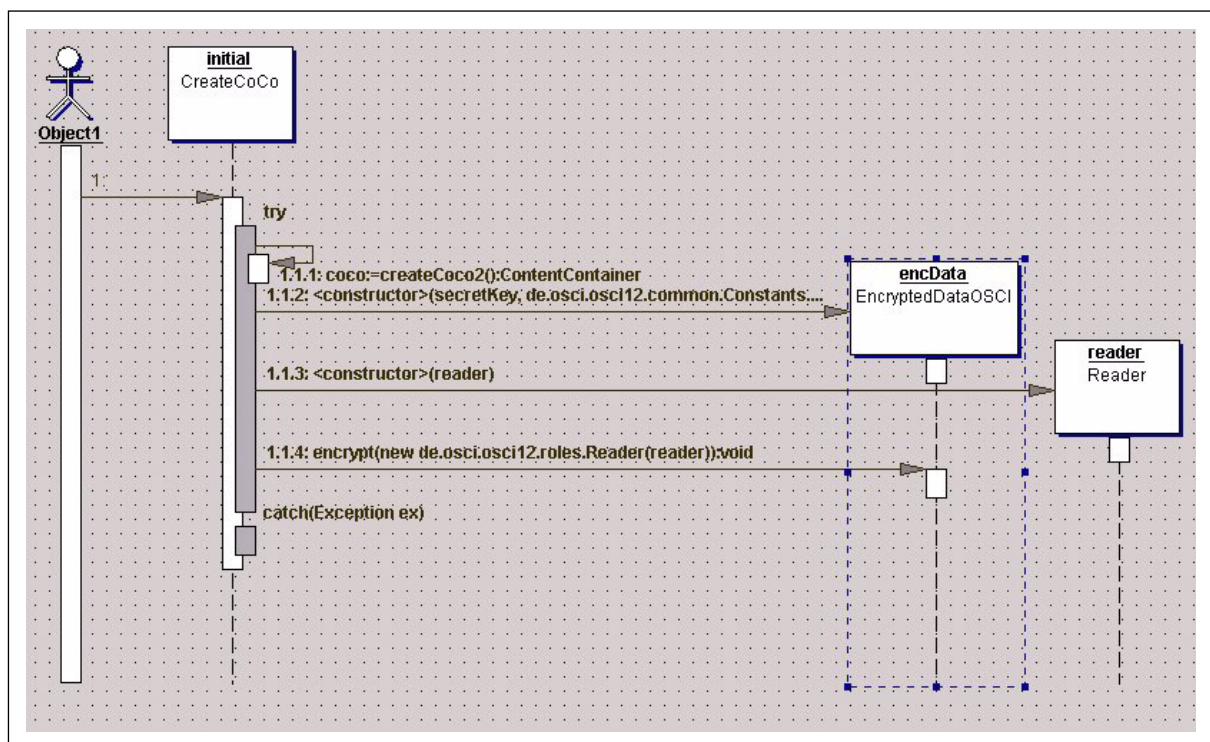 initial
CreateCoCo
Object1
1:
try
1.1.1: coco:=createCoco2():ContentContainer
1.1.2: <constructor>(secretKey, de.osci.osci12.common.Constants....
encData
EncryptedDataOSCI
reader
Reader
1.1.3: <constructor>(reader)
1.1.4: encrypt(new de.osci.osci12.roles.Reader(reader)):void
catch(Exception ex)